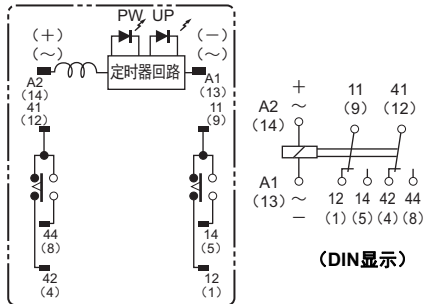 PW UP
(+) (−)
(～) (～)
定时器回路
A2 A1
(14) (13)
41 11
(12) (9)
44 14
(8) (5)
42 12
(4) (1)
+ 11 41
～ (9) (12)
A2
(14)
A1
(13) ～ 12 14 42 44
− (1) (5) (4) (8)
(DIN显示)